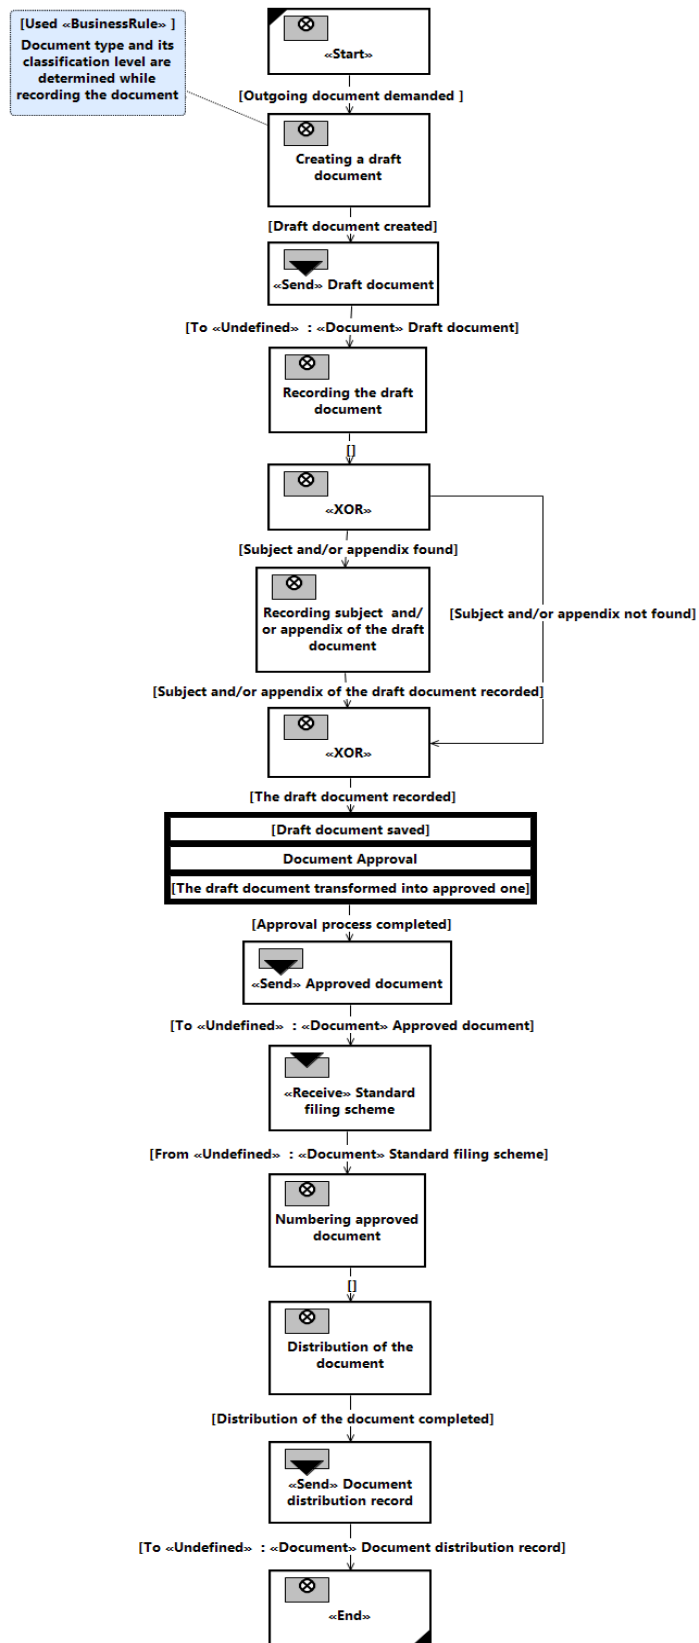 [Used «BusinessRule» ]
Document type and its
classification level are
determined while
recording the document
«Start»
[Outgoing document demanded ]
Creating a draft
document
[Draft document created]
«Send» Draft document
[To «Undefined»  : «Document» Draft document]
Recording the draft
document
[]
«XOR»
[Subject and/or appendix found]
Recording subject  and/
or appendix of the draft
document
[Subject and/or appendix not found]
[Subject and/or appendix of the draft document recorded]
«XOR»
[The draft document recorded]
[Draft document saved]
Document Approval
[The draft document transformed into approved one]
[Approval process completed]
«Send» Approved document
[To «Undefined»  : «Document» Approved document]
«Receive» Standard
filing scheme
[From «Undefined»  : «Document» Standard filing scheme]
Numbering approved
document
[]
Distribution of the
document
[Distribution of the document completed]
«Send» Document
distribution record
[To «Undefined»  : «Document» Document distribution record]
«End»